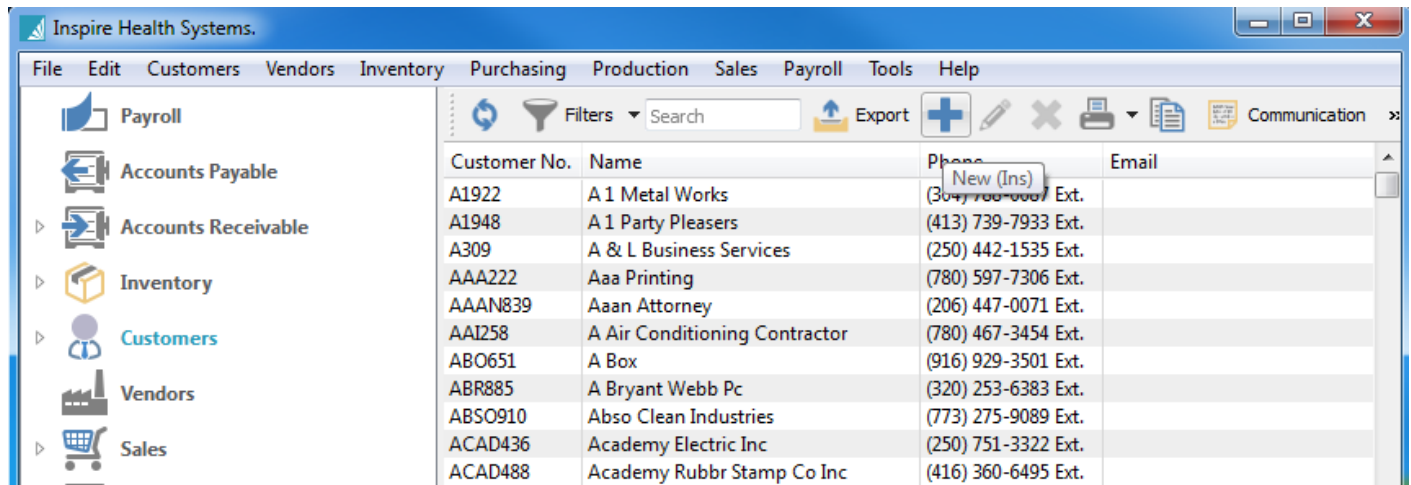 Inspire Health Systems.
File Edit Customers Vendors Inventory Purchasing Production Sales Payroll Tools Help
Filters Search Export Communication »
Payroll
Accounts Payable
Accounts Receivable
Inventory
Customers
Vendors
Sales
Customer No. Name Phone Email
New (Ins)
A1922 A 1 Metal Works Ext.
A1948 A 1 Party Pleasers (413) 739-7933 Ext.
A309 A & L Business Services (250) 442-1535 Ext.
AAA222 Aaa Printing (780) 597-7306 Ext.
AAAN839 Aaan Attorney (206) 447-0071 Ext.
AAI258 A Air Conditioning Contractor (780) 467-3454 Ext.
ABO651 A Box (916) 929-3501 Ext.
ABR885 A Bryant Webb Pc (320) 253-6383 Ext.
ABSO910 Abso Clean Industries (773) 275-9089 Ext.
ACAD436 Academy Electric Inc (250) 751-3322 Ext.
ACAD488 Academy Rubbr Stamp Co Inc (416) 360-6495 Ext.